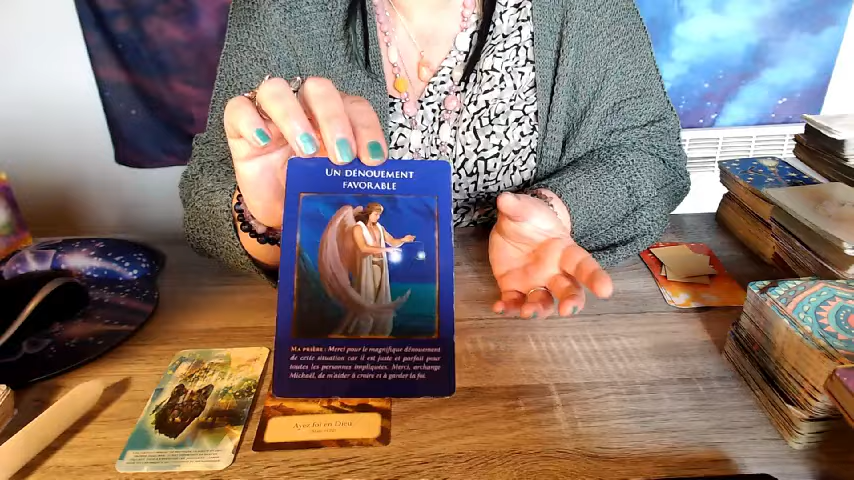 UN DÉNOUEMENT
FAVORABLE
MA PRIÈRE : Merci pour le magnifique dénouement
de cette situation car il est juste et parfait pour
toutes les personnes impliquées. Merci, archange
Michaël, de m'aider à croire et à garder la foi.
Ayez foi en Dieu